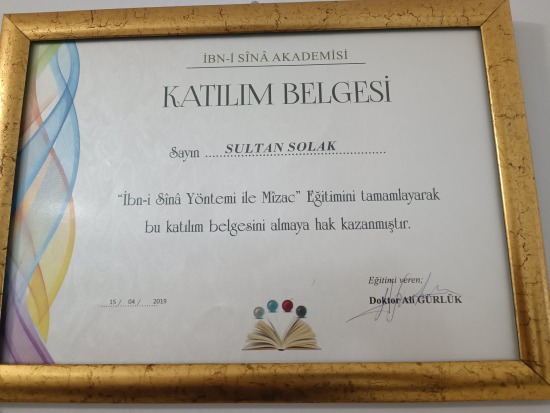 İBN-İ SÎNÂ AKADEMİSİ
KATILIM BELGESİ
Sayın SULTAN SOLAK
“İbn-i Sînâ Yöntemi ile Mîzac” Eğitimini tamamlayarak
bu katılım belgesini almaya hak kazanmıştır.
Eğitimi veren;
15 / 04 / 2019
Doktor Ali GÜRLÜK